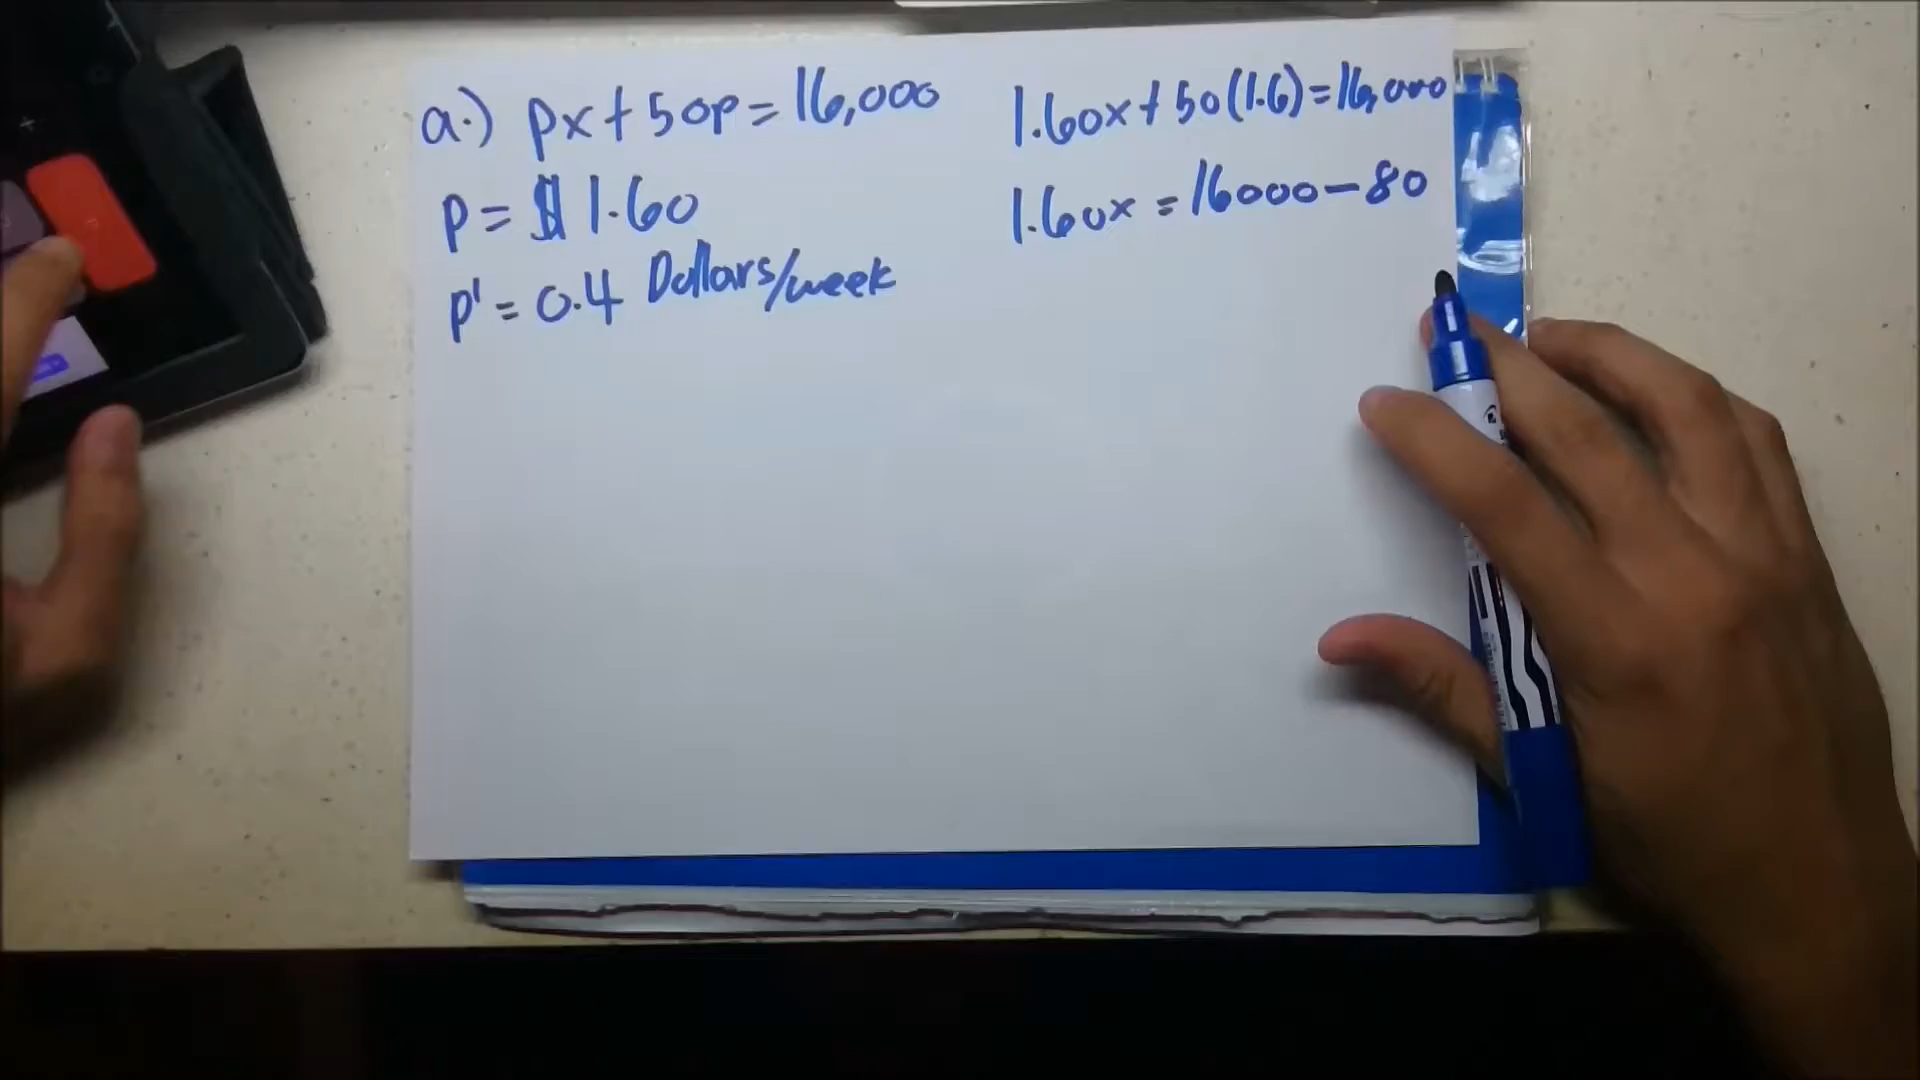 a.) px + 50p = 16,000
p = $ 1.60
p' = 0.4 Dollars/week
1.60x + 50(1.6) = 16,000
1.60x = 16000 - 80